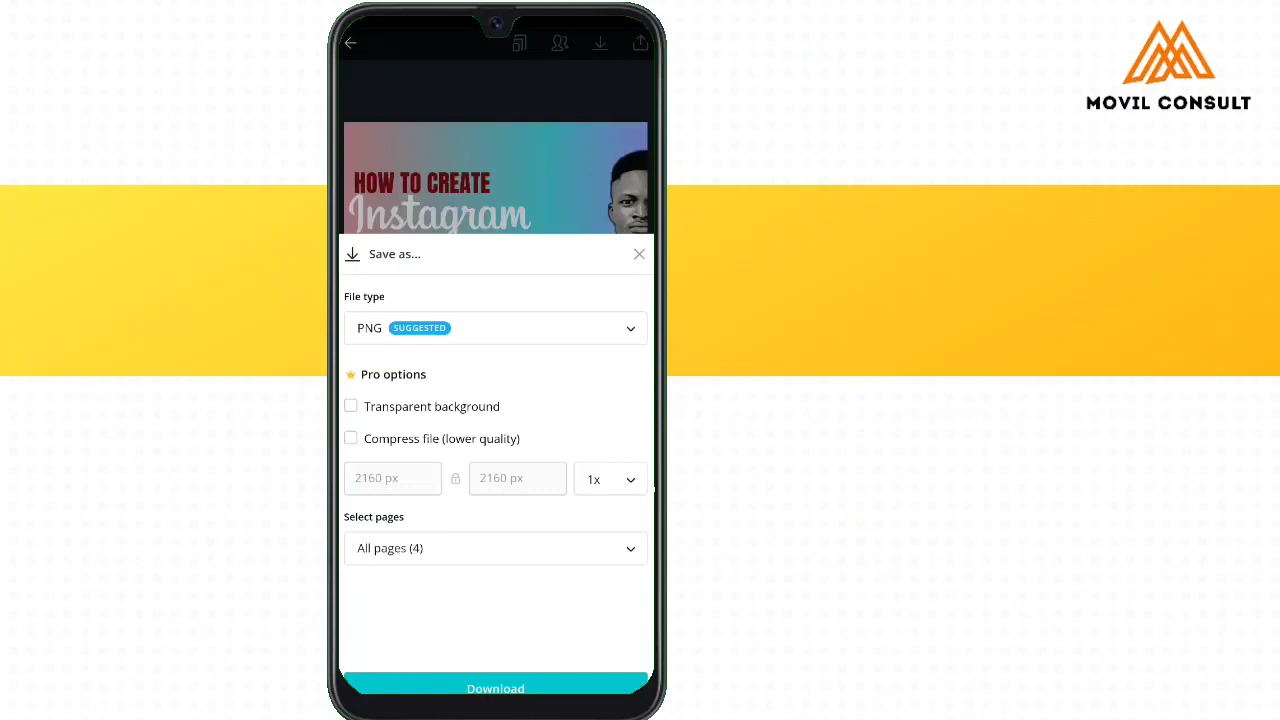 MOVIL CONSULT
HOW TO CREATE
Instagram
Save as...
File type
PNG SUGGESTED
Pro options
Transparent background
Compress file (lower quality)
2160 px 2160 px 1x
Select pages
All pages (4)
Download